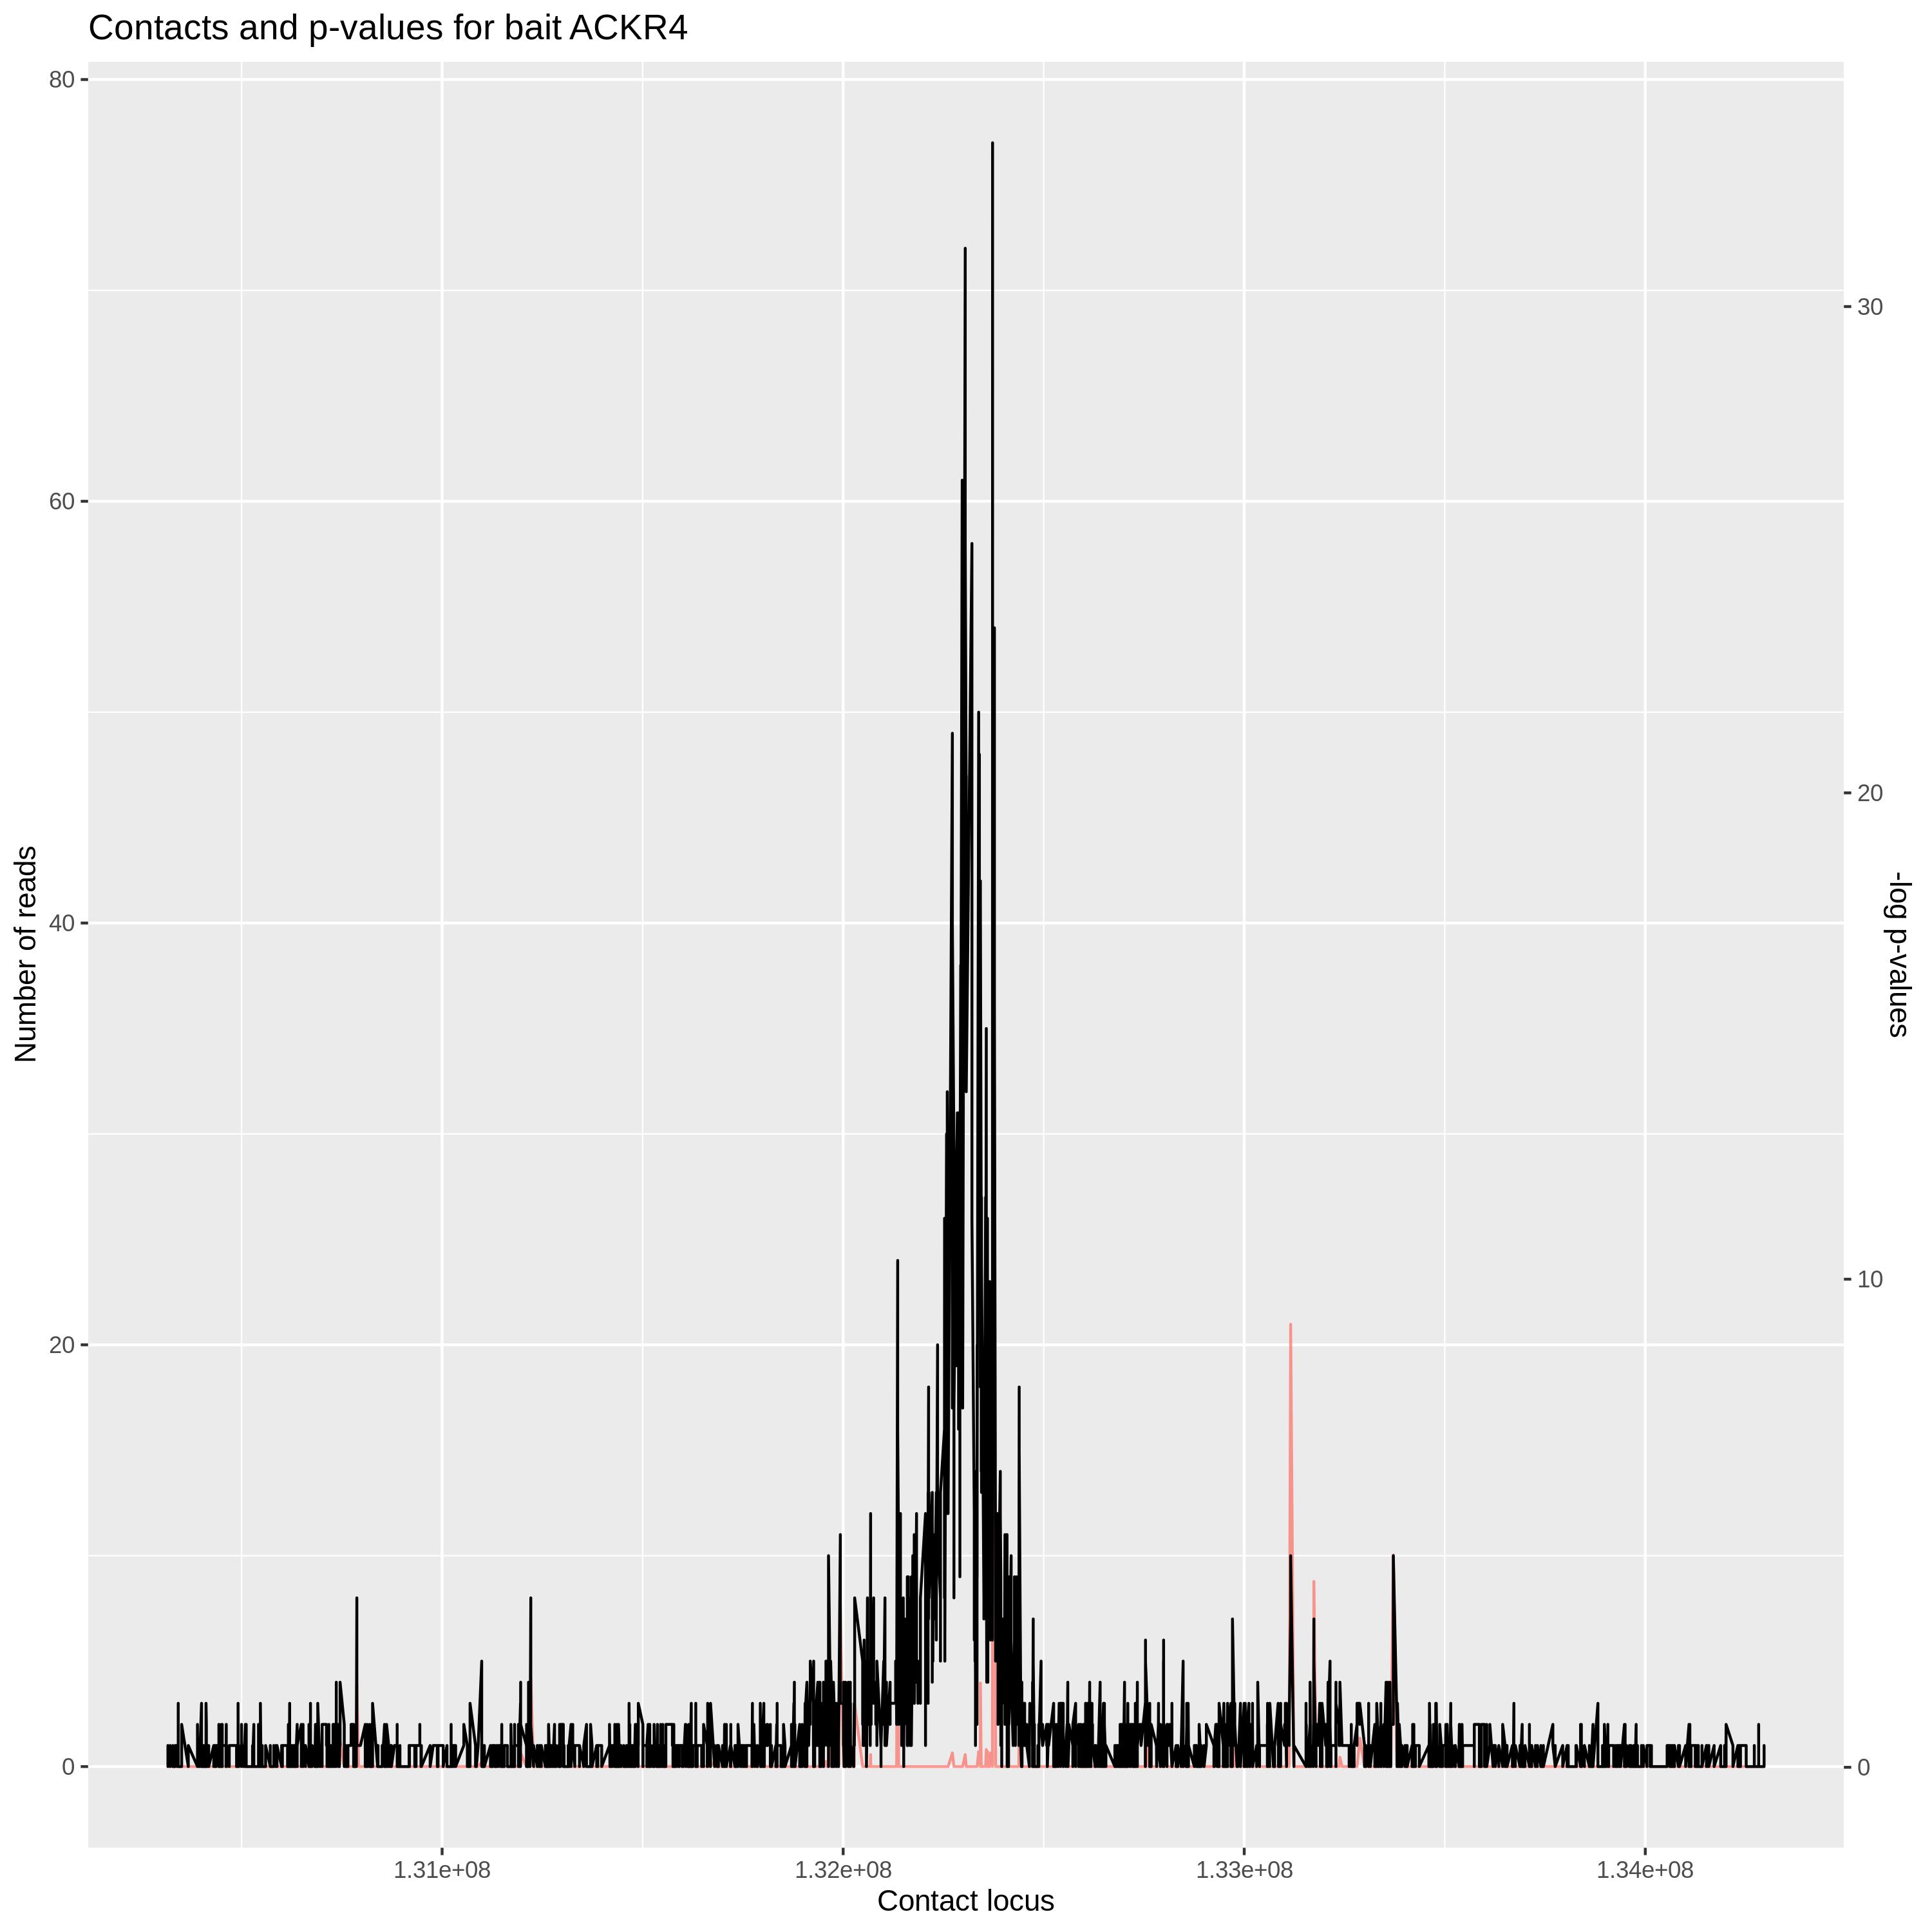 Contacts and p-values for bait ACKR4
80
60
40
20
0
30
20
10
0
Number of reads
-log p-values
1.31e+08
1.32e+08
1.33e+08
1.34e+08
Contact locus